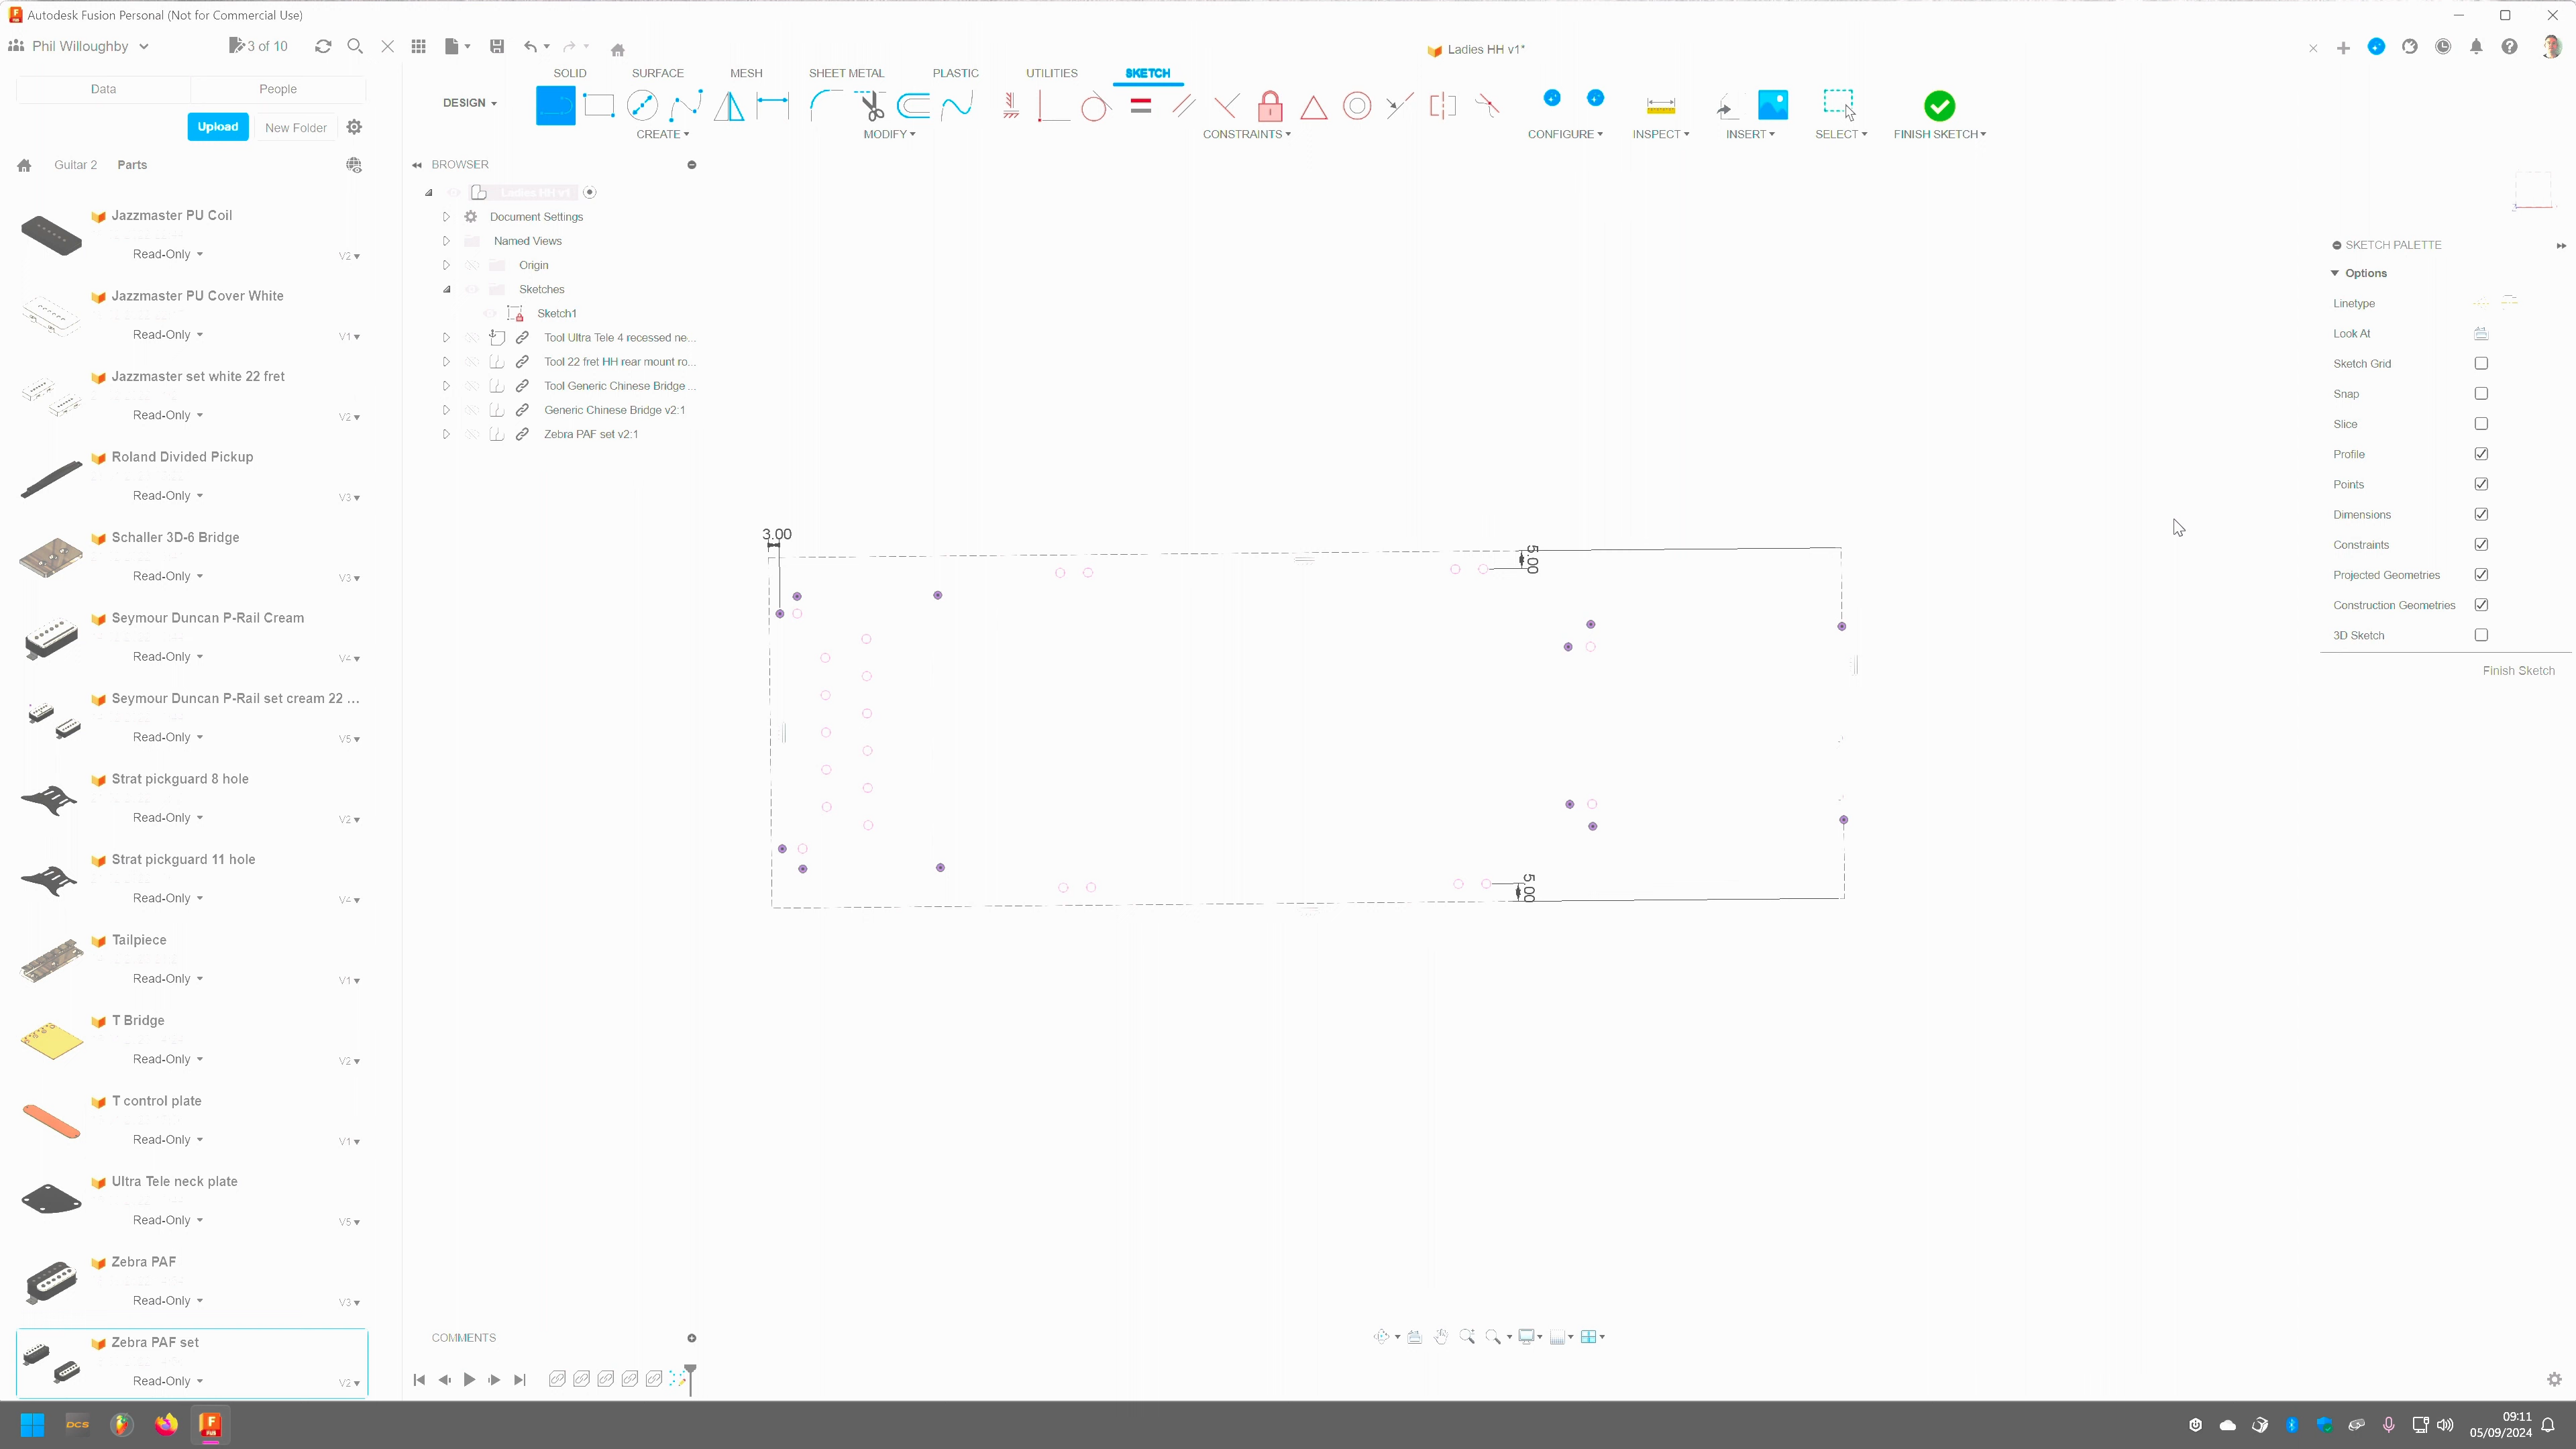 Autodesk Fusion Personal (Not for Commercial Use)
Phil Willoughby
3 of 10
Ladies HH v1*
Data
People
Upload
New Folder
Guitar 2
Parts
Jazzmaster PU Coil
Read-Only
V2
Jazzmaster PU Cover White
Read-Only
V1
Jazzmaster set white 22 fret
Read-Only
V2
Roland Divided Pickup
Read-Only
V3
Schaller 3D-6 Bridge
Read-Only
V3
Seymour Duncan P-Rail Cream
Read-Only
V4
Seymour Duncan P-Rail set cream 22 ...
Read-Only
V5
Strat pickguard 8 hole
Read-Only
V2
Strat pickguard 11 hole
Read-Only
V4
Tailpiece
Read-Only
V1
T Bridge
Read-Only
V2
T control plate
Read-Only
V1
Ultra Tele neck plate
Read-Only
V5
Zebra PAF
Read-Only
V3
Zebra PAF set
Read-Only
V2
DESIGN
SOLID
SURFACE
MESH
SHEET METAL
PLASTIC
UTILITIES
SKETCH
CREATE
MODIFY
CONSTRAINTS
CONFIGURE
INSPECT
INSERT
SELECT
FINISH SKETCH
BROWSER
Ladies HH v1
Document Settings
Named Views
Origin
Sketches
Sketch1
Tool Ultra Tele 4 recessed ne...
Tool 22 fret HH rear mount ro...
Tool Generic Chinese Bridge ...
Generic Chinese Bridge v2:1
Zebra PAF set v2:1
3.00
5.00
5.00
SKETCH PALETTE
Options
Linetype
Look At
Sketch Grid
Snap
Slice
Profile
Points
Dimensions
Constraints
Projected Geometries
Construction Geometries
3D Sketch
Finish Sketch
COMMENTS
DCS
F
FUS
09:11
05/09/2024